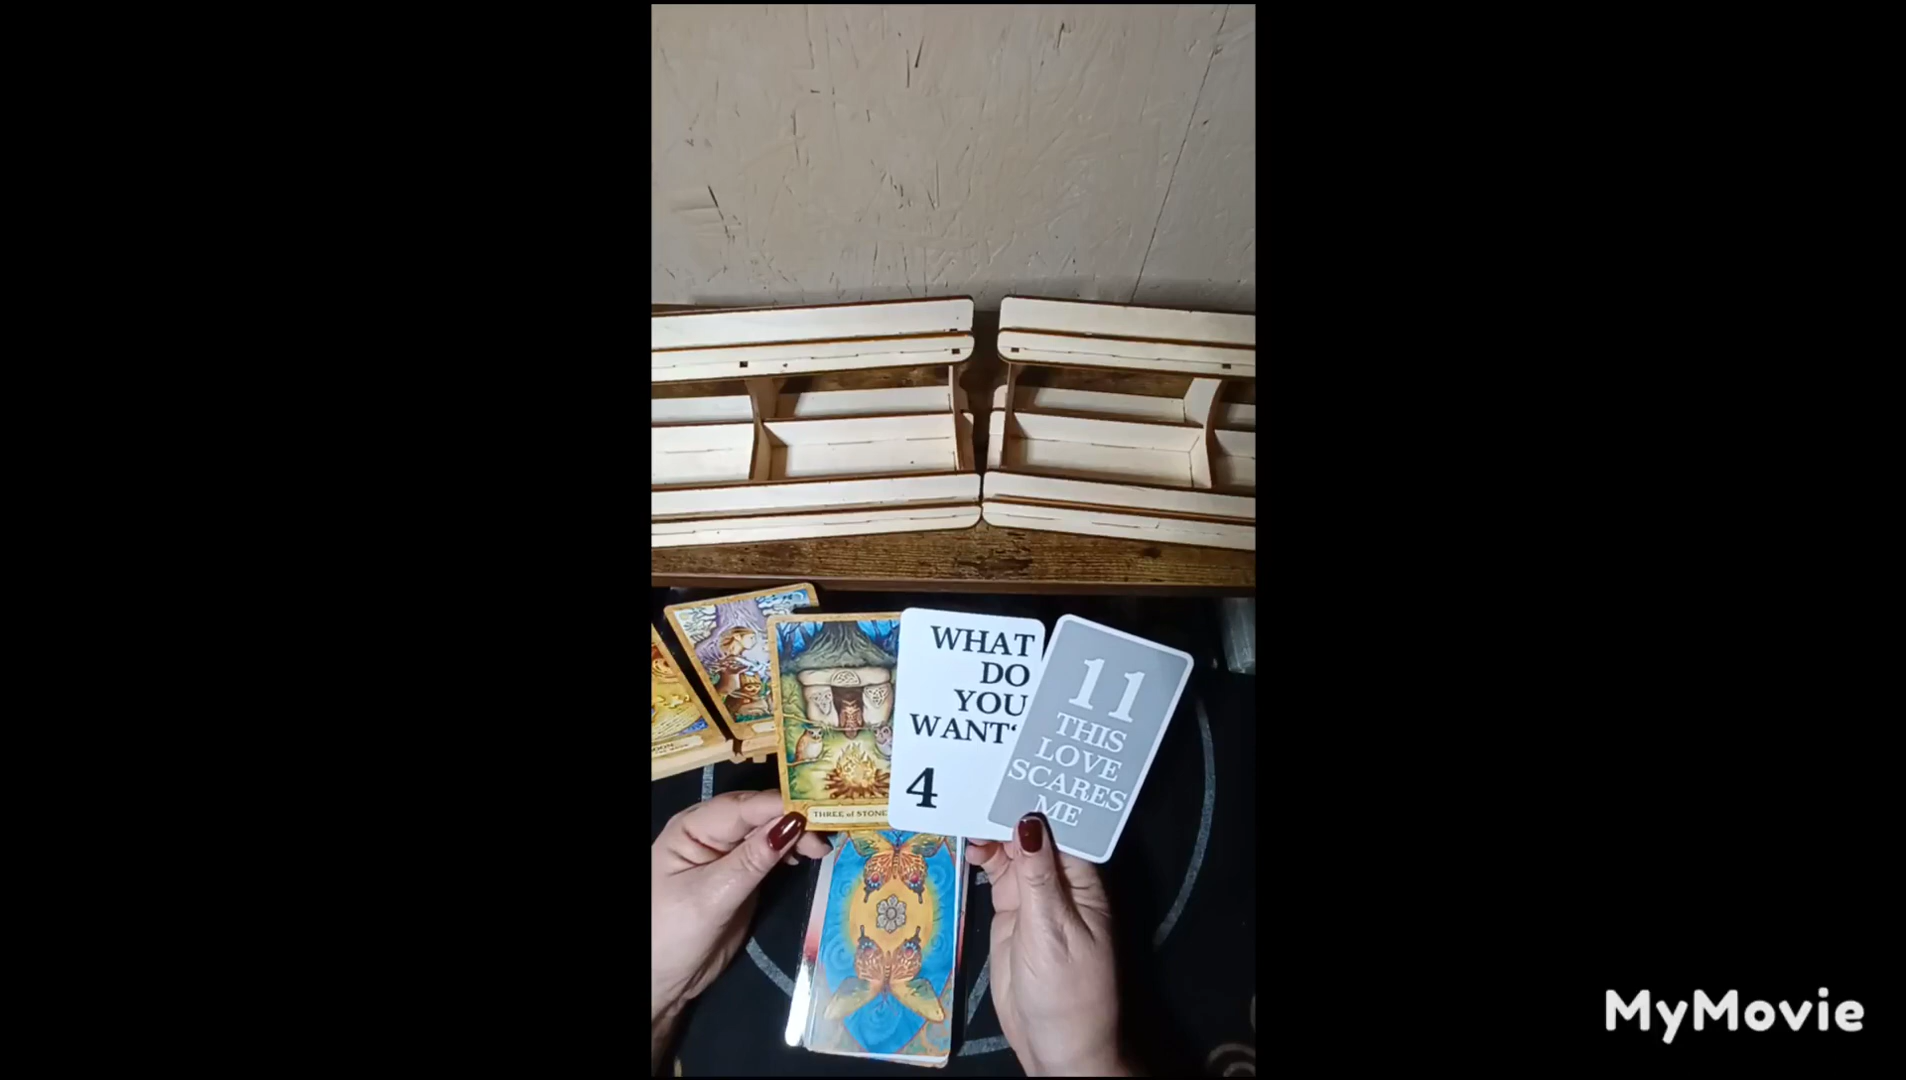 WHAT
DO
YOU
WANT
4
11
THIS
LOVE
SCARES
ME
THREE of STONE
MyMovie